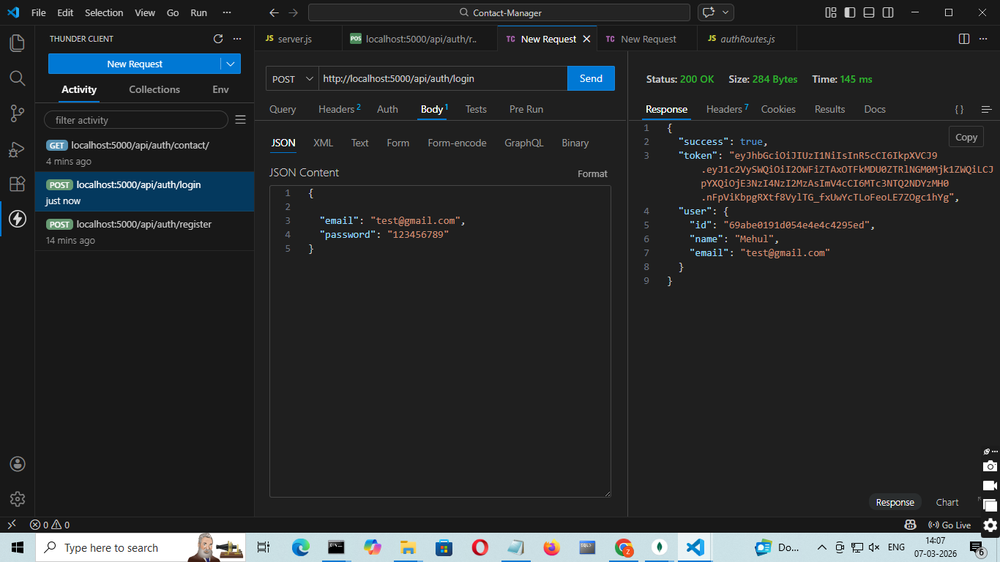 File Edit Selection View Go Run ··· Contact-Manager
THUNDER CLIENT
New Request
Activity Collections Env
filter activity
GET localhost:5000/api/auth/contact/
4 mins ago
POST localhost:5000/api/auth/login
just now
POST localhost:5000/api/auth/register
14 mins ago
JS server.js POS localhost:5000/api/auth/r.. TC New Request TC New Request JS authRoutes.js
POST http://localhost:5000/api/auth/login Send
Query Headers 2 Auth Body 1 Tests Pre Run
JSON XML Text Form Form-encode GraphQL Binary
JSON Content Format
1 {
2
3 "email": "test@gmail.com",
4 "password": "123456789"
5 }
Status: 200 OK Size: 284 Bytes Time: 145 ms
Response Headers 7 Cookies Results Docs { }
Copy
1 {
2 "success": true,
3 "token": "eyJhbGciOiJIUzI1NiIsInR5cCI6IkpXVCJ9
.eyJ1c2VySWQiOiI2OWFiZTAxOTFkMDU0ZTRlNGM0Mjk1ZWQiLCJ
pYXQiOjE3NzI4NzI2MzAsImV4cCI6MTc3NTQ2NDYzMH0
.nFpViKbpgRXtf8VylTG_fxUwYcTLoFeoLE7ZOgc1hYg",
4 "user": {
5 "id": "69abe0191d054e4e4c4295ed",
6 "name": "Mehul",
7 "email": "test@gmail.com"
8 }
9 }
Response Chart
0 0 Go Live
Type here to search Do... ENG 14:07
07-03-2026 6